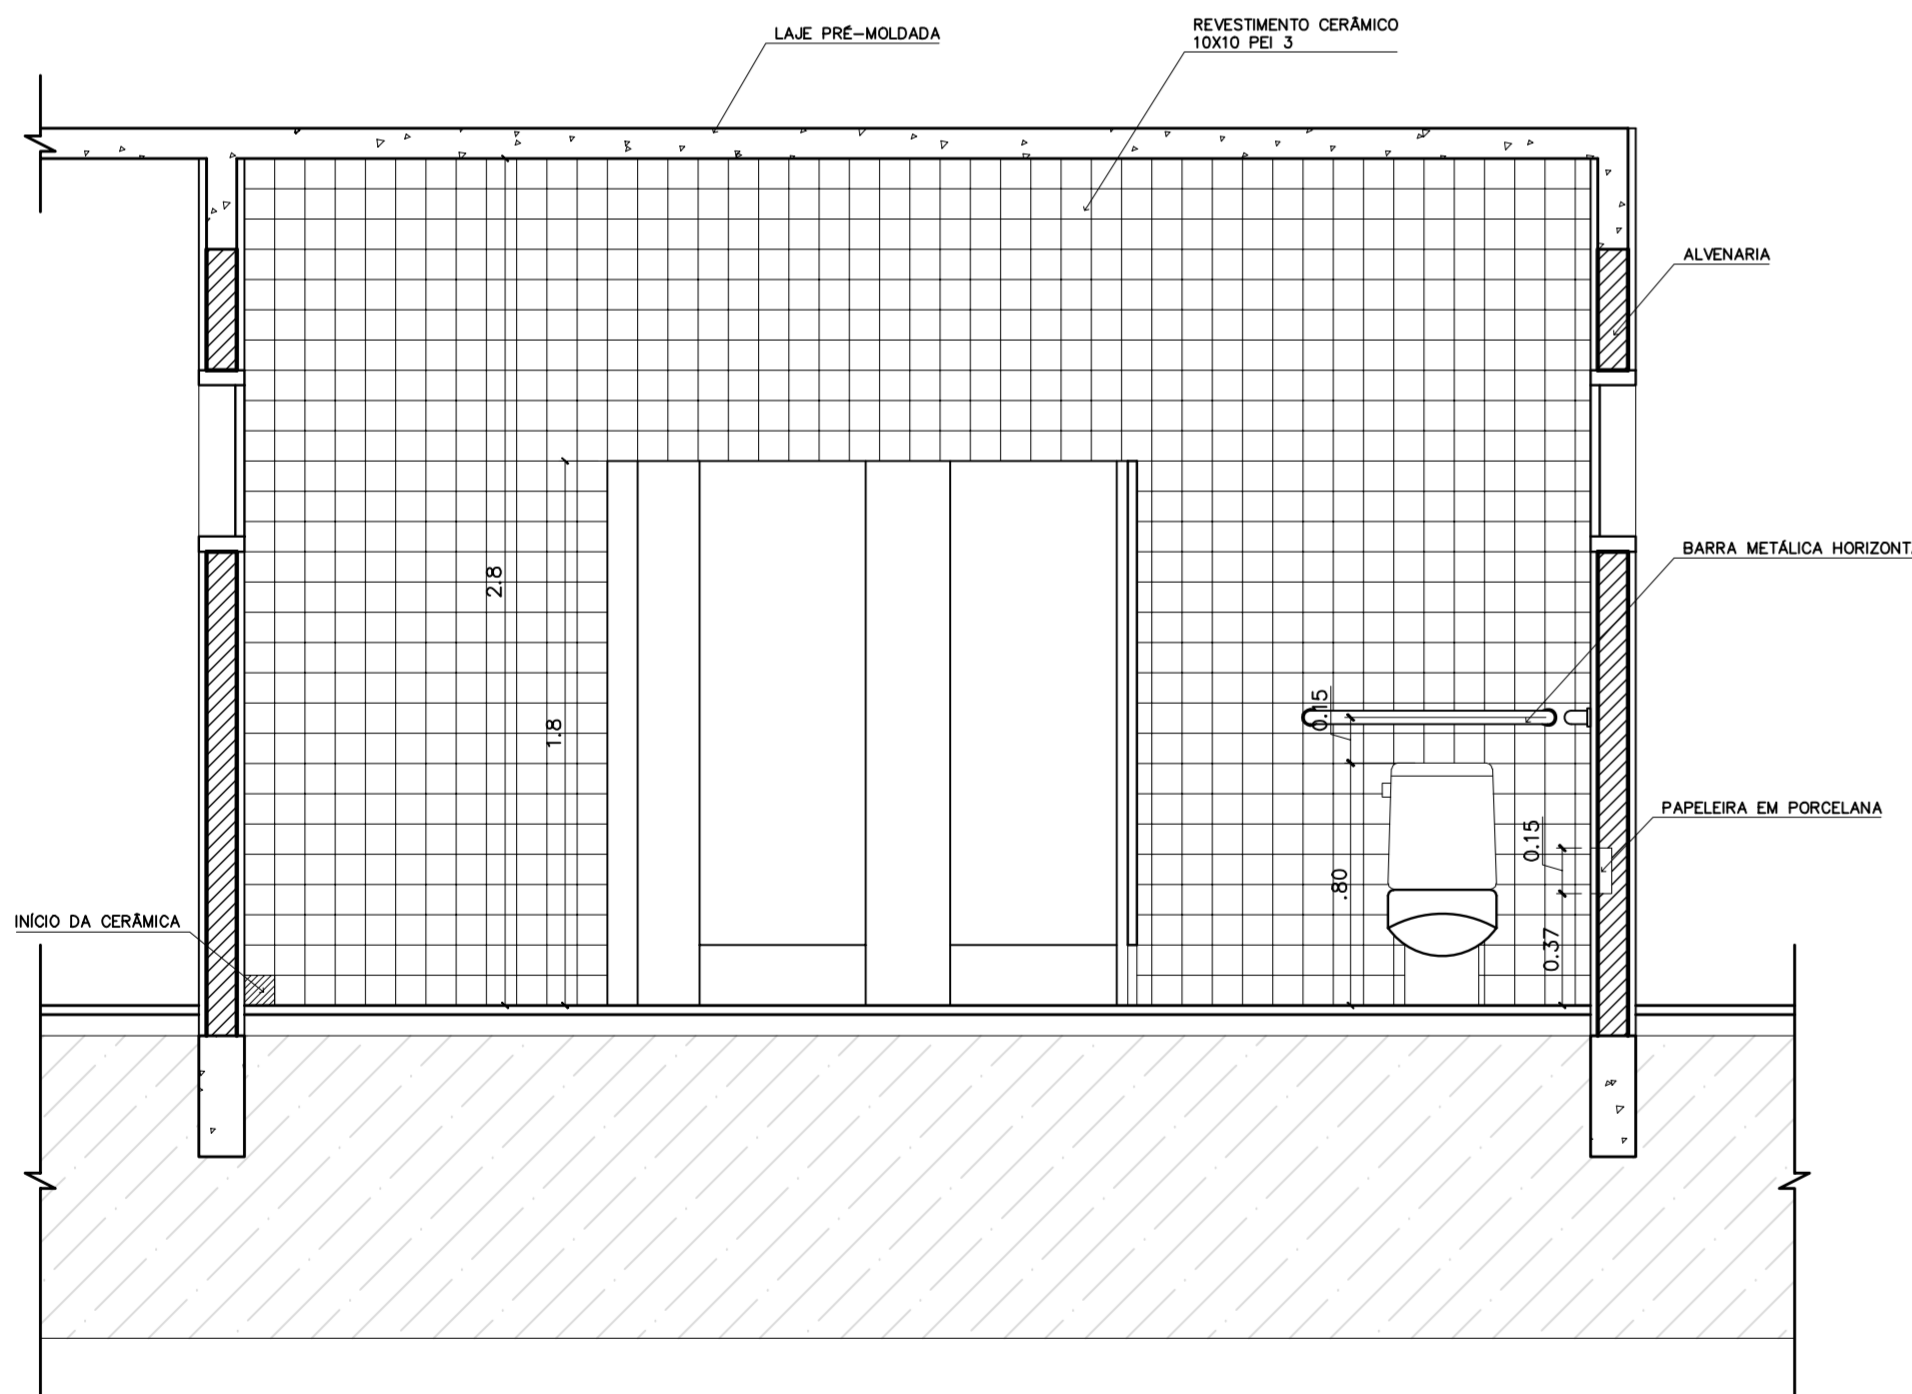 LAJE PRÉ-MOLDADA
REVESTIMENTO CERÂMICO
10X10 PEI 3
ALVENARIA
BARRA METÁLICA HORIZONT
2.8
1.8
0.15
PAPELEIRA EM PORCELANA
0.15
.80
INÍCIO DA CERÂMICA
0.37